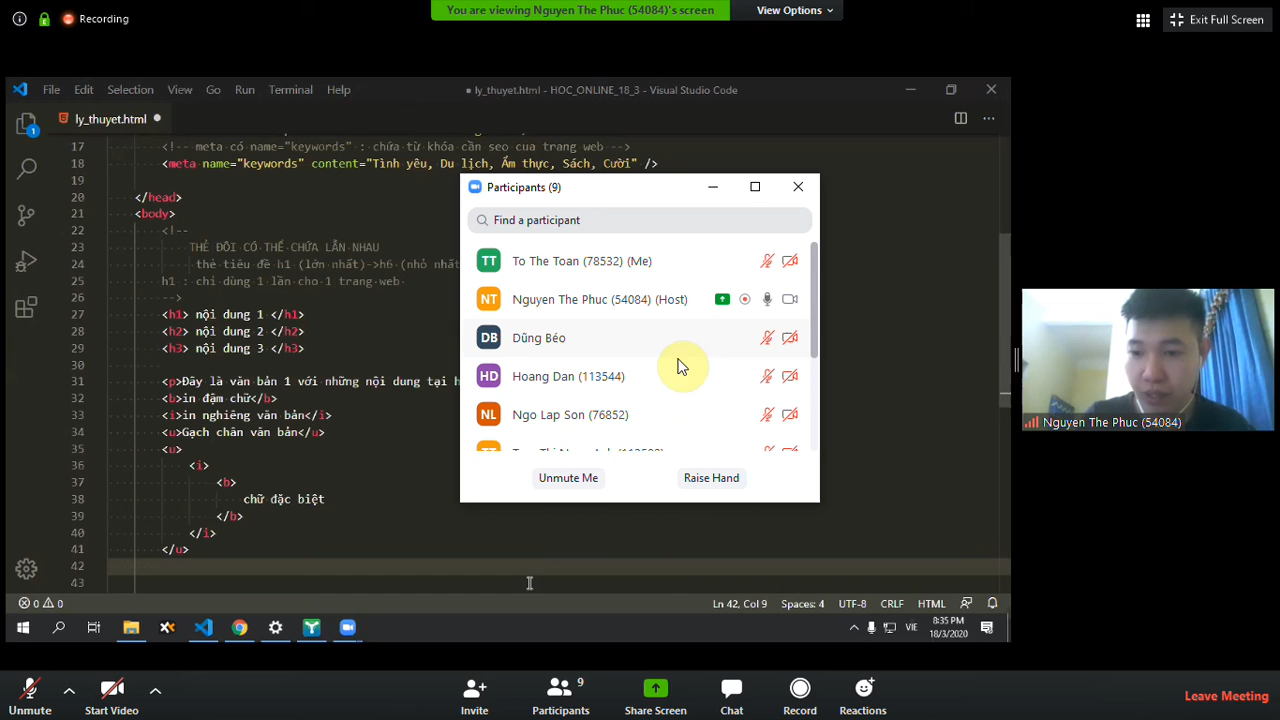 Recording
You are viewing Nguyen The Phuc (54084)'s screen
View Options
Exit Full Screen
File Edit Selection View Go Run Terminal Help
● ly_thuyet.html - HOC_ONLINE_18_3 - Visual Studio Code
ly_thuyet.html
1
17 <!-- meta có name="keywords" : chứa từ khóa cần seo cua trang web -->
18 <meta name="keywords" content="Tình yêu, Du lịch, Ẩm thực, Sách, Cười" />
19
20 </head>
21 <body>
22 <!--
23 THẺ ĐÔI CÓ THỂ CHỨA LẪN NHAU
24 thẻ tiêu đề h1 (lớn nhất)->h6 (nhỏ nhất
25 h1 : chỉ dùng 1 lần cho 1 trang web
26 -->
27 <h1> nội dung 1 </h1>
28 <h2> nội dung 2 </h2>
29 <h3> nội dung 3 </h3>
30
31 <p>Đây là văn bản 1 với những nội dung tại h
32 <b>in đậm chữ</b>
33 <i>in nghiêng văn bản</i>
34 <u>Gạch chân văn bản</u>
35 <u>
36 <i>
37 <b>
38 chữ đặc biệt
39 </b>
40 </i>
41 </u>
42
43
Participants (9)
Find a participant
TT To The Toan (78532) (Me)
NT Nguyen The Phuc (54084) (Host)
DB Dũng Béo
HD Hoang Dan (113544)
NL Ngo Lap Son (76852)
Unmute Me Raise Hand
Nguyen The Phuc (54084)
0 0 Ln 42, Col 9 Spaces: 4 UTF-8 CRLF HTML
VIE
8:35 PM
18/3/2020
Unmute Start Video Invite Participants 9 Share Screen Chat Record Reactions Leave Meeting